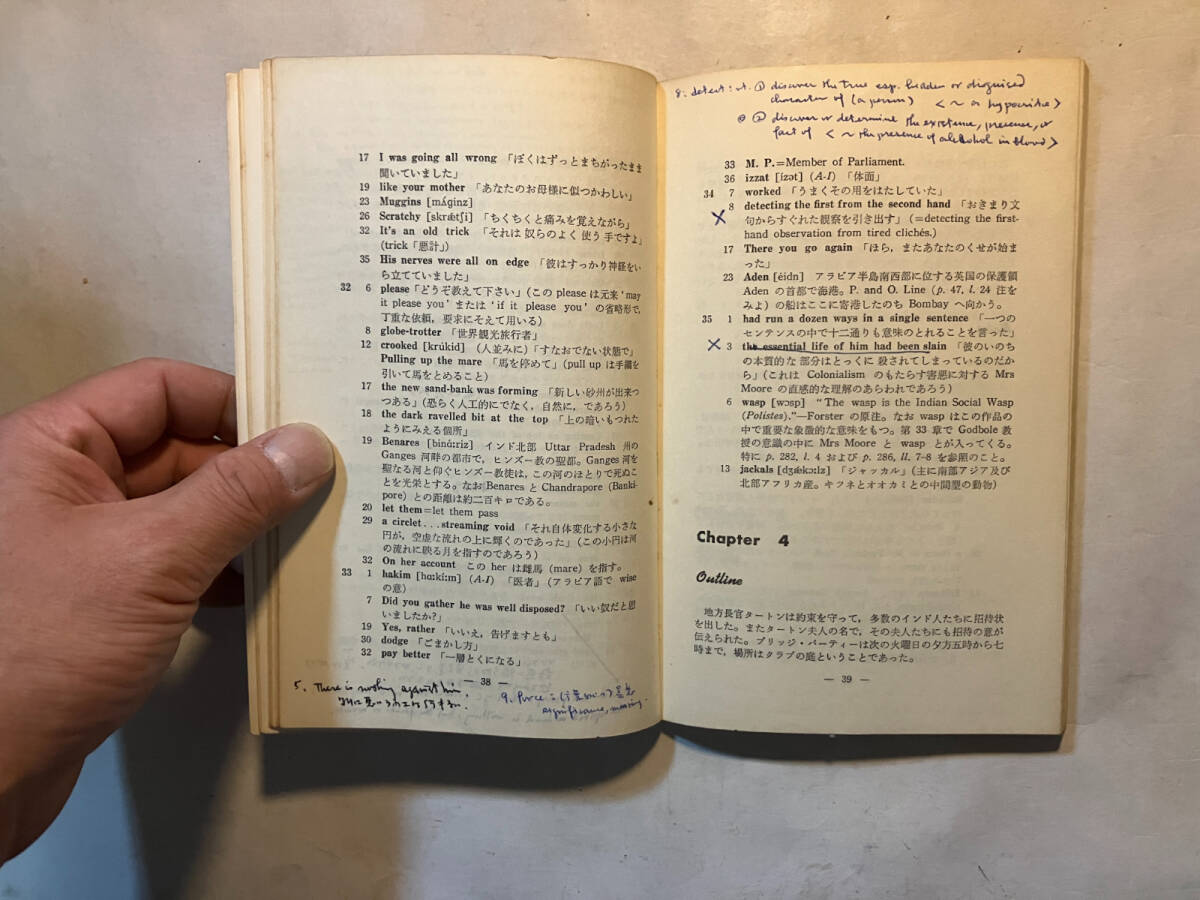 17 I was going all wrong 「ぼくはずっとまちがったまま
聞いていました」
19 like your mother 「あなたのお母様に似つかわしい」
23 Muggins [mʌ́ginz]
26 Scratchy [skrǽtʃi] 「ちくちくと痛みを覚えながら」
32 It's an old trick 「それは奴らのよく使う手ですよ」
(trick「悪計」)
35 His nerves were all on edge 「彼はすっかり神経をい
ら立てていました」
32 6 please「どうぞ教えて下さい」(この please は元来 'may
it please you' または 'if it please you' の省略形で,
丁重な依頼, 要求にそえて用いる)
8 globe-trotter 「世界観光旅行者」
12 crooked [krúkid] (人並みに)「すなおでない状態で」
Pulling up the mare 「馬を停めて」(pull up は手綱を
引いて馬をとめること)
17 the new sand-bank was forming 「新しい砂州が出来つ
つある」(恐らく人工的にでなく, 自然に, であろう)
18 the dark ravelled bit at the top 「上の暗いもつれた
ようにみえる個所」
19 Benares [biná:riz] インド北部 Uttar Pradesh 州の
Ganges 河畔の都市で, ヒンズー教の聖都。Ganges 河を
聖なる河と仰ぐヒンズー教徒は, この河のほとりで死ぬこ
とを光栄とする。なお Benares と Chandrapore (Banki-
pore) との距離は約二百キロである。
20 let them=let them pass
29 a circlet...streaming void 「それ自体変化する小さな
円が, 空虚な流れの上に輝くのであった」(この小円は河
の流れに映る月を指すのであろう)
32 On her account この her は雌馬 (mare) を指す。
33 1 hakim [hɑ:kí:m] (A-I) 「医者」(アラビア語で wise
の意)
7 Did you gather he was well disposed? 「いい奴だと思
いましたか?」
19 Yes, rather 「いいえ, 告げますとも」
30 dodge 「ごまかし方」
32 pay better 「一層とくになる」
— 38 —
5. There is nothing against him.
9. Force :
significance, meaning.
8. detect : vt. ① discover the true esp. hidden or disguised
character of (a person) <~ a hypocrite>
② discover or determine the existence, presence, or
fact of <~ the presence of alcohol in blood>
33 M. P.=Member of Parliament.
36 izzat [ízət] (A-I) 「体面」
34 7 worked 「うまくその用をはたしていた」
8 detecting the first from the second hand 「おきまり文
句からすぐれた観察を引き出す」(=detecting the first-
hand observation from tired clichés.)
17 There you go again 「ほら, またあなたのくせが始ま
った」
23 Aden [éidn] アラビア半島南西部に位する英国の保護領
Aden の首都で海港。P. and O. Line (p. 47, l. 24 注を
みよ) の船はここに寄港したのち Bombay へ向かう。
35 1 had run a dozen ways in a single sentence 「一つの
センテンスの中で十二通りも意味のとれることを言った」
3 the essential life of him had been slain 「彼のいのち
の本質的な部分はとっくに殺されてしまっているのだか
ら」(これは Colonialism のもたらす害悪に対する Mrs
Moore の直感的な理解のあらわれであろう)
6 wasp [wɔsp] "The wasp is the Indian Social Wasp
(Polistes)."—Forster の原注。なお wasp はこの作品の
中で重要な象徴的な意味をもつ。第 33 章で Godbole 教
授の意識の中に Mrs Moore と wasp とが入ってくる。
特に p. 282, l. 4 および p. 286, ll. 7–8 を参照のこと。
13 jackals [dʒǽkɔ:lz] 「ジャッカル」(主に南部アジア及び
北部アフリカ産。キツネとオオカミとの中間型の動物)
Chapter 4
Outline
地方長官タートンは約束を守って, 多数のインド人たちに招待状
を出した。またタートン夫人の名で, その夫人たちにも招待の意が
伝えられた。ブリッジ・パーティーは次の火曜日の夕方五時から七
時まで, 場所はクラブの庭ということであった。
— 39 —